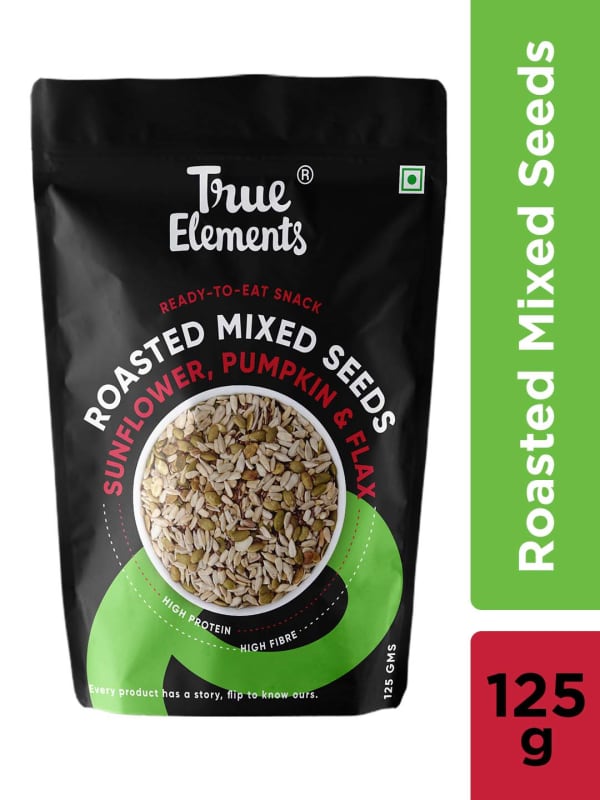 True ®
Elements
READY-TO-EAT SNACK
ROASTED MIXED SEEDS
SUNFLOWER, PUMPKIN & FLAX
HIGH PROTEIN
HIGH FIBRE
Every product has a story, flip to know ours.
125 GMS
Roasted Mixed Seeds
125
g